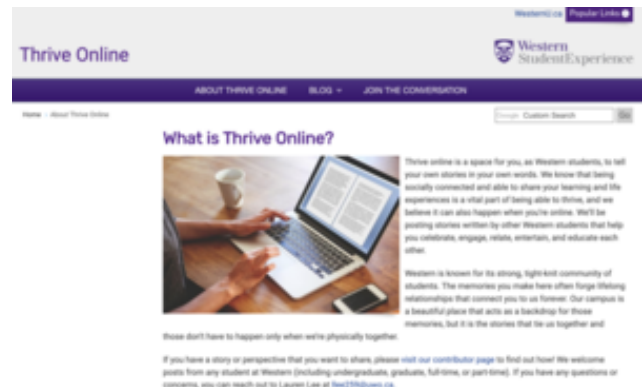 WesternU.ca Popular Links
Thrive Online
Western
StudentExperience
ABOUT THRIVE ONLINE BLOG JOIN THE CONVERSATION
Home About Thrive Online
Google Custom Search Go
What is Thrive Online?
Thrive online is a space for you, as Western students, to tell
your own stories in your own words. We know that being
socially connected and able to share your learning and life
experiences is a vital part of being able to thrive, and we
believe it can also happen when you're online. We'll be
posting stories written by other Western students that help
you celebrate, engage, relate, entertain, and educate each
other.
Western is known for its strong, tight-knit community of
students. The memories you make here often forge lifelong
relationships that connect you to us forever. Our campus is
a beautiful place that acts as a backdrop for those
memories, but it is the stories that tie us together and
those don't have to happen only when we're physically together.
If you have a story or perspective that you want to share, please visit our contributor page to find out how! We welcome
posts from any student at Western (including undergraduate, graduate, full-time, or part-time). If you have any questions or
concerns, you can reach out to Lauren Lee at